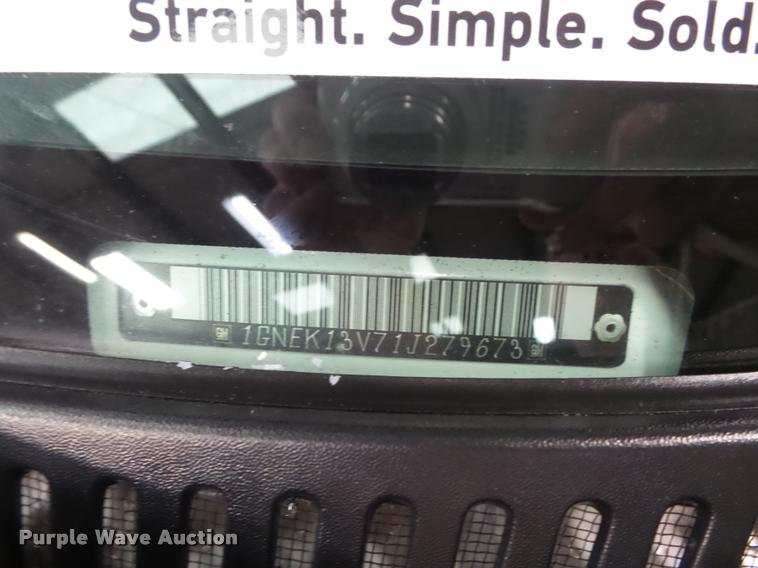 Straight. Simple. Sold.
GM 1GNEK13V71J279673 GM
Purple Wave Auction